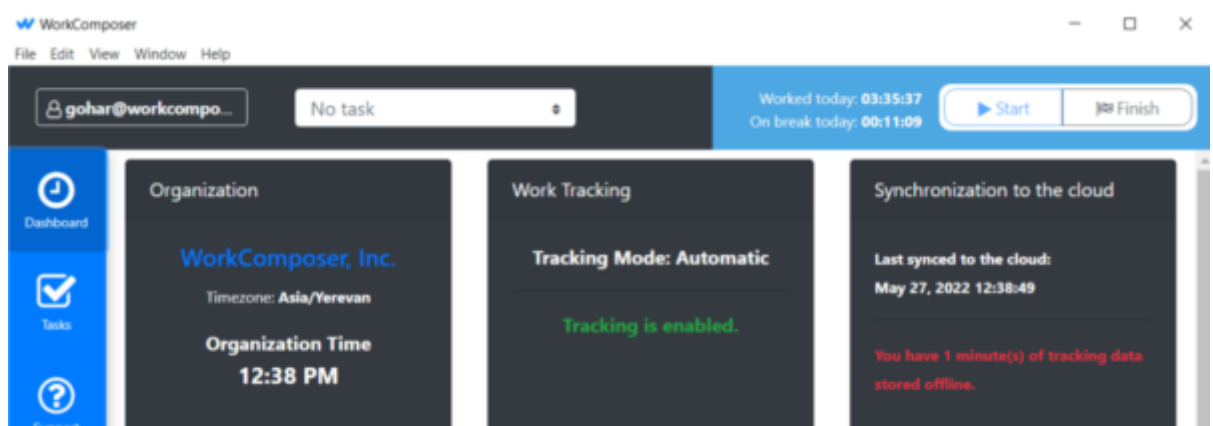 WorkComposer
File Edit View Window Help
gohar@workcompo...
No task
Worked today: 03:35:37
On break today: 00:11:09
Start
Finish
Dashboard
Tasks
Support
Organization
WorkComposer, Inc.
Timezone: Asia/Yerevan
Organization Time
12:38 PM
Work Tracking
Tracking Mode: Automatic
Tracking is enabled.
Synchronization to the cloud
Last synced to the cloud:
May 27, 2022 12:38:49
You have 1 minute(s) of tracking data
stored offline.